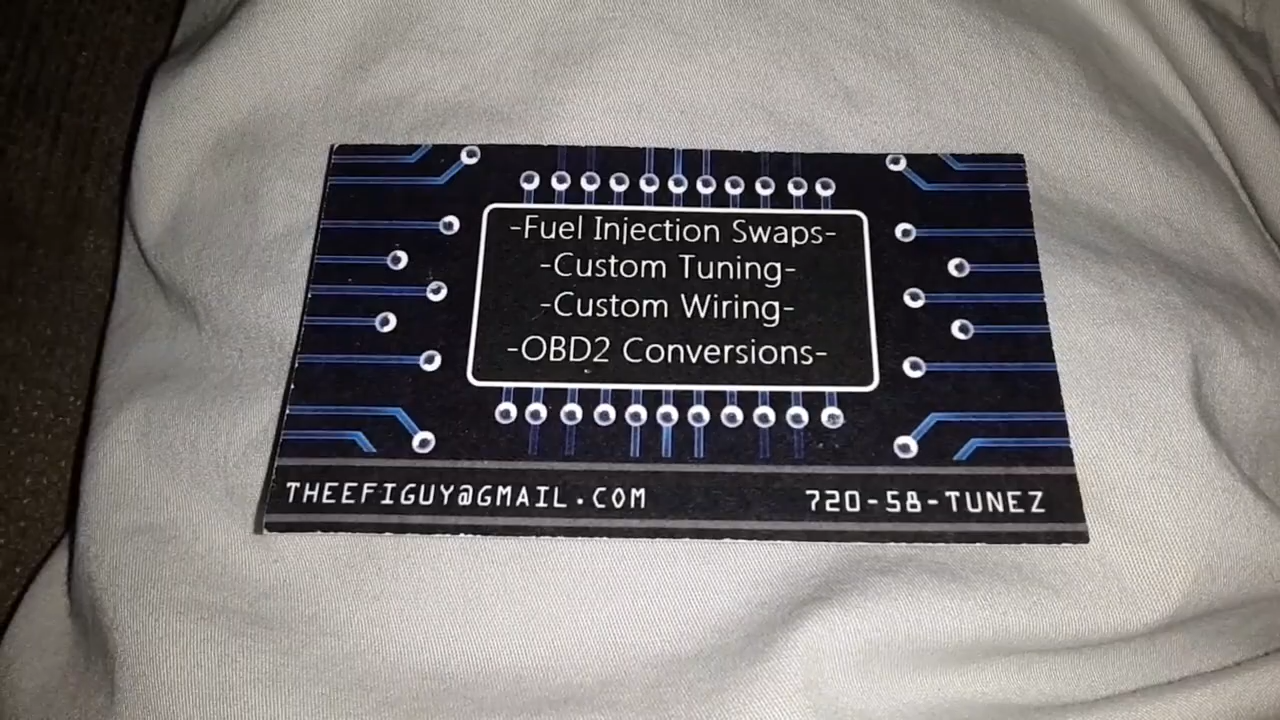 -Fuel Injection Swaps-
-Custom Tuning-
-Custom Wiring-
-OBD2 Conversions-
THEEFIGUY@GMAIL.COM
720-58-TUNEZ